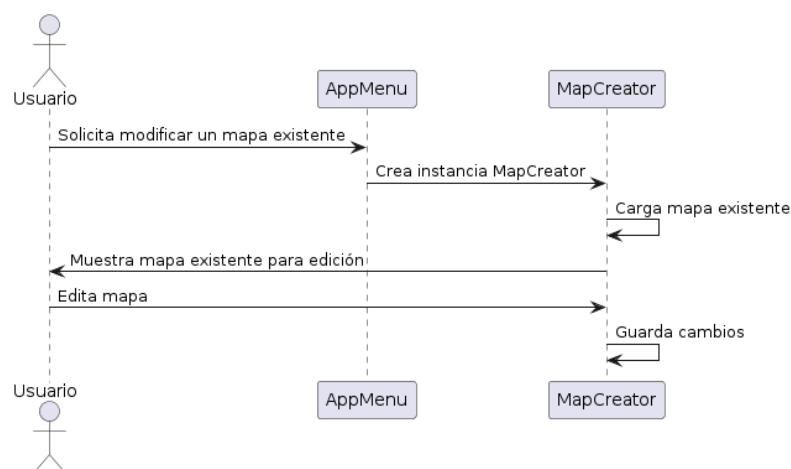 Usuario
AppMenu
MapCreator
Solicita modificar un mapa existente
Crea instancia MapCreator
Carga mapa existente
Muestra mapa existente para edición
Edita mapa
Guarda cambios
Usuario
AppMenu
MapCreator